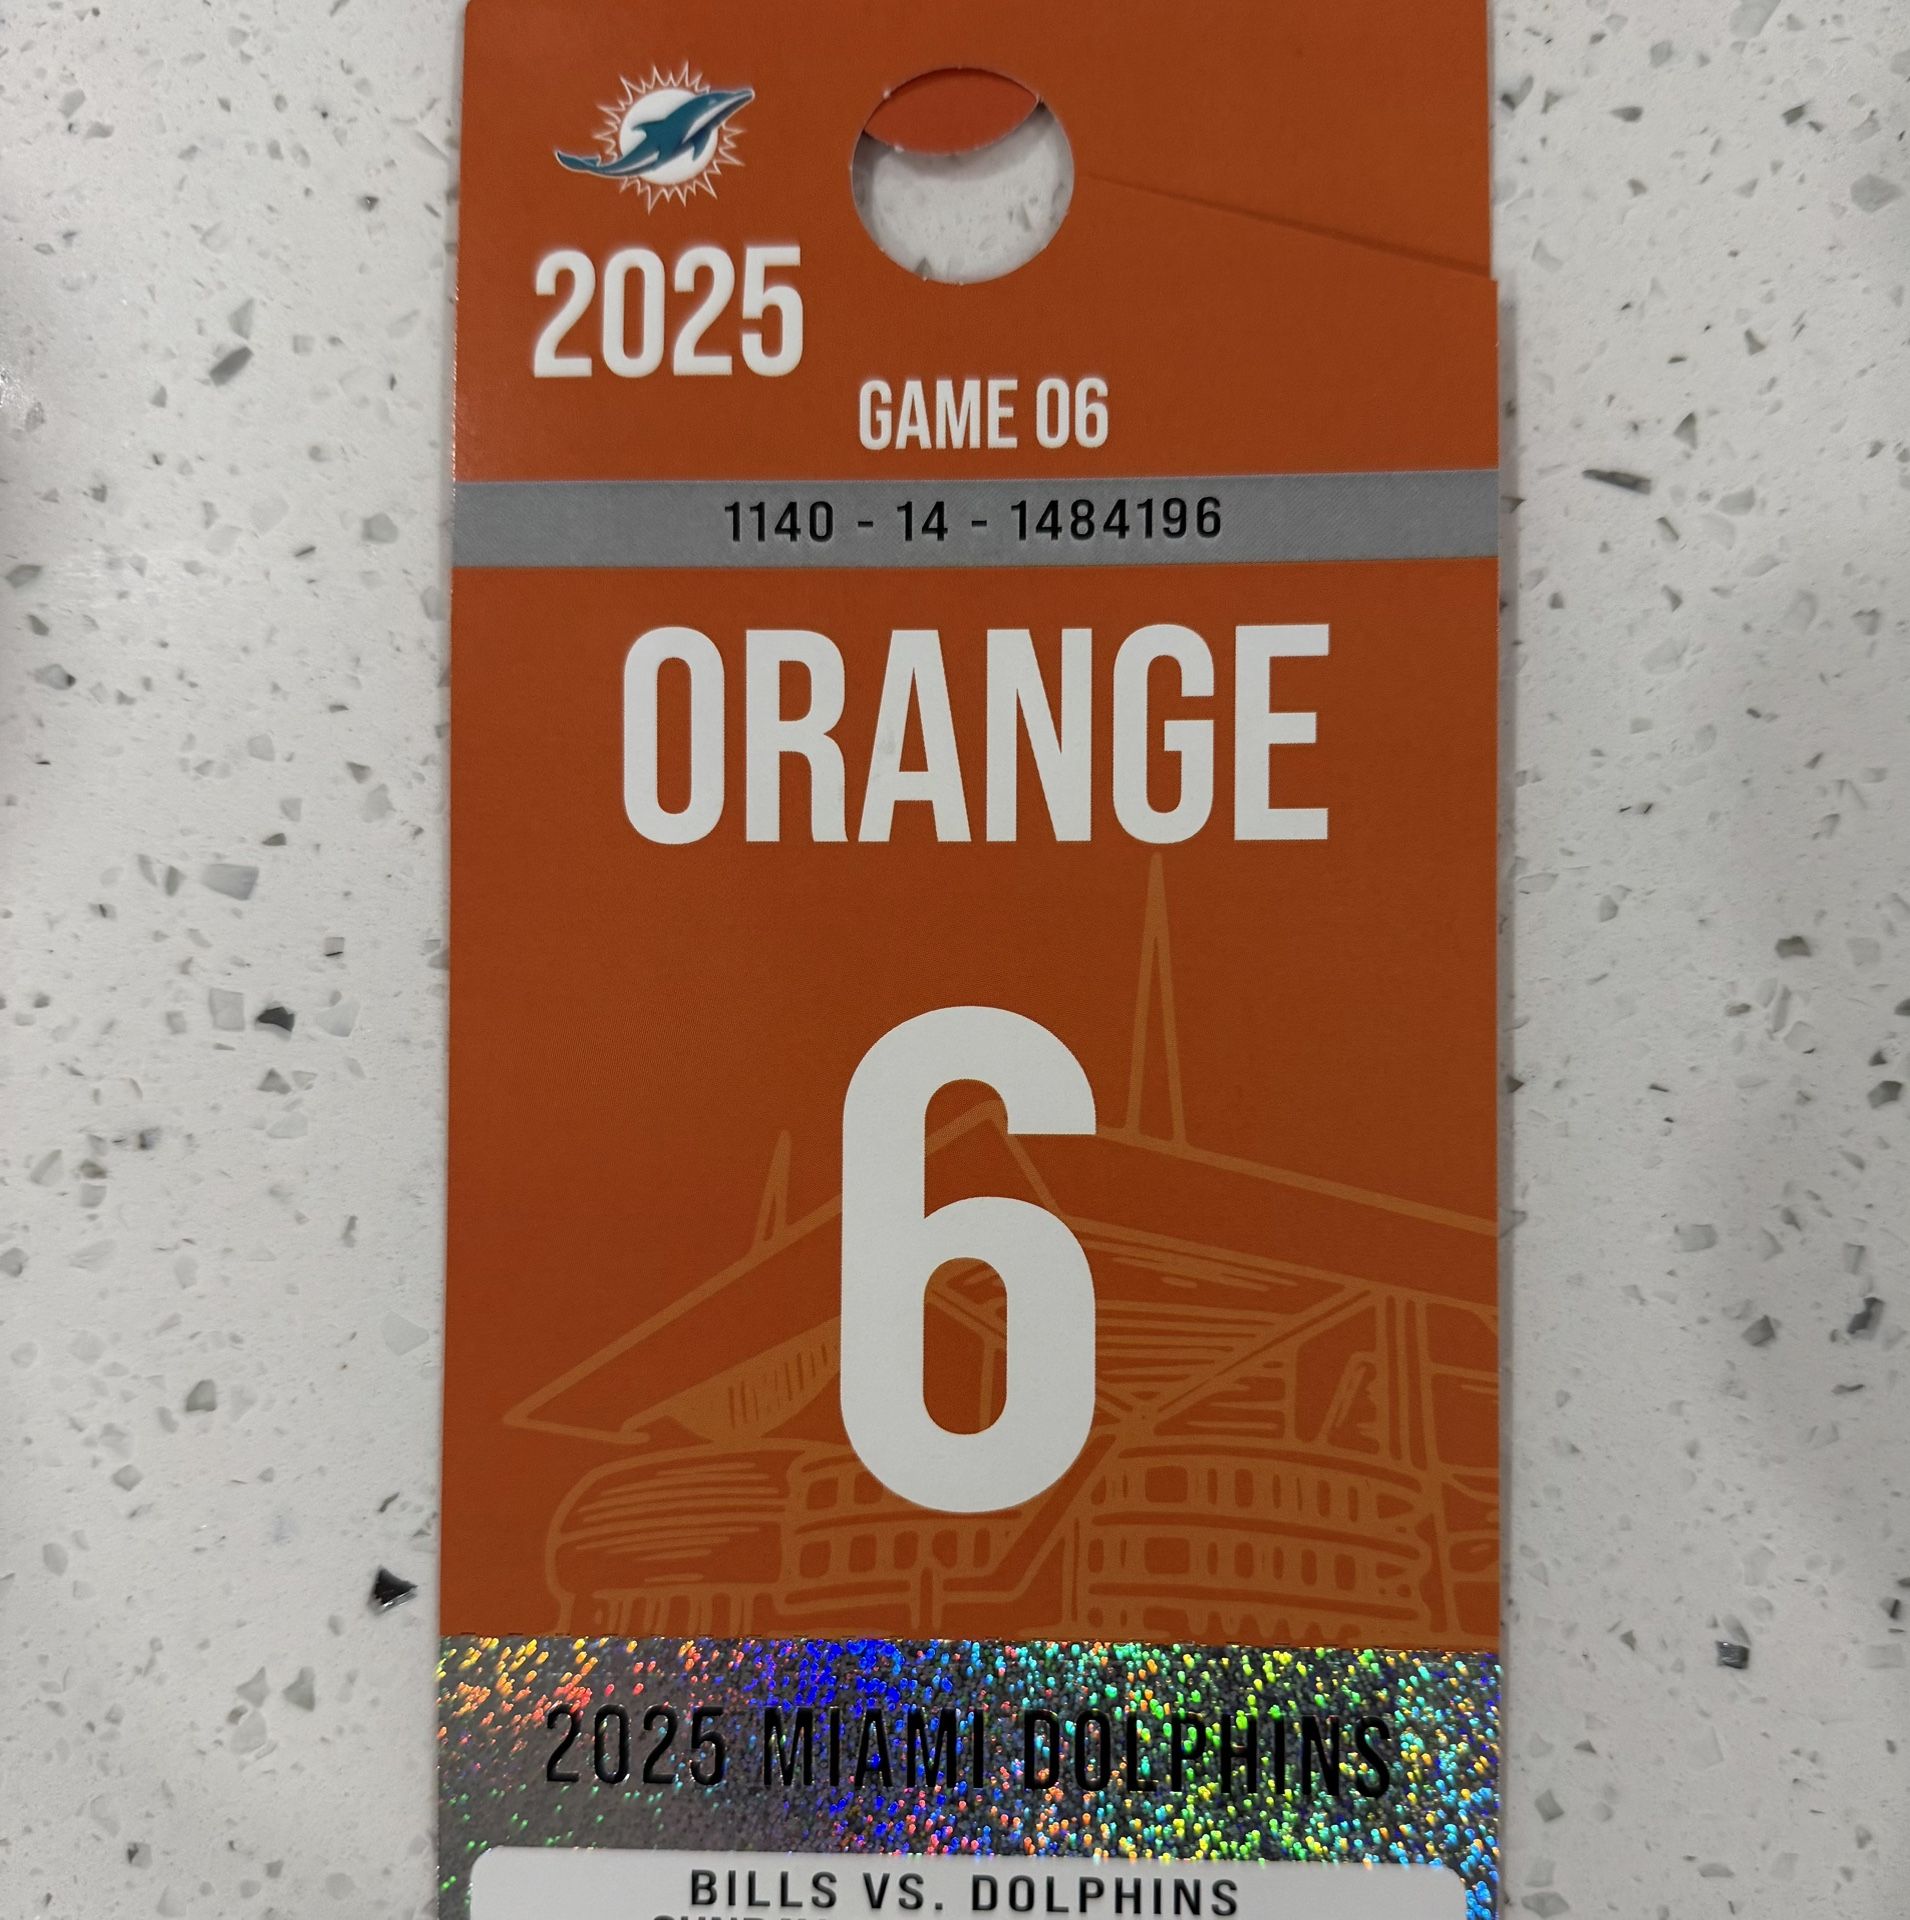 2025
GAME 06
1140 - 14 - 1484196
ORANGE
6
2025 MIAMI DOLPHINS
BILLS VS. DOLPHINS